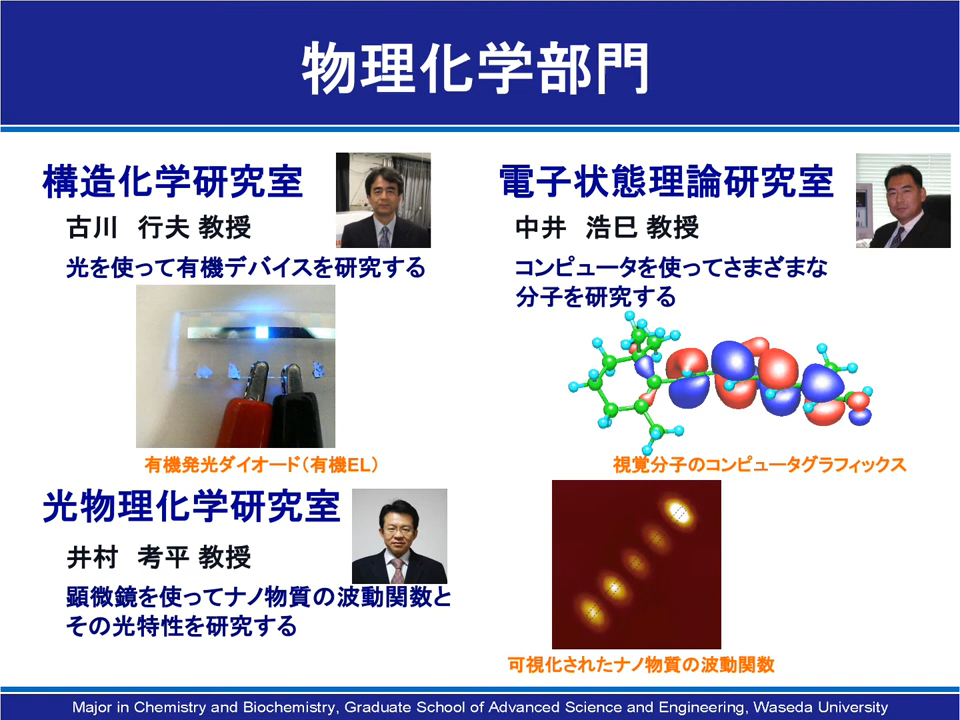 物理化学部門
構造化学研究室
古川 行夫 教授
光を使って有機デバイスを研究する
有機発光ダイオード(有機EL)
電子状態理論研究室
中井 浩巳 教授
コンピュータを使ってさまざまな
分子を研究する
視覚分子のコンピュータグラフィックス
光物理化学研究室
井村 考平 教授
顕微鏡を使ってナノ物質の波動関数と
その光特性を研究する
可視化されたナノ物質の波動関数
Major in Chemistry and Biochemistry, Graduate School of Advanced Science and Engineering, Waseda University